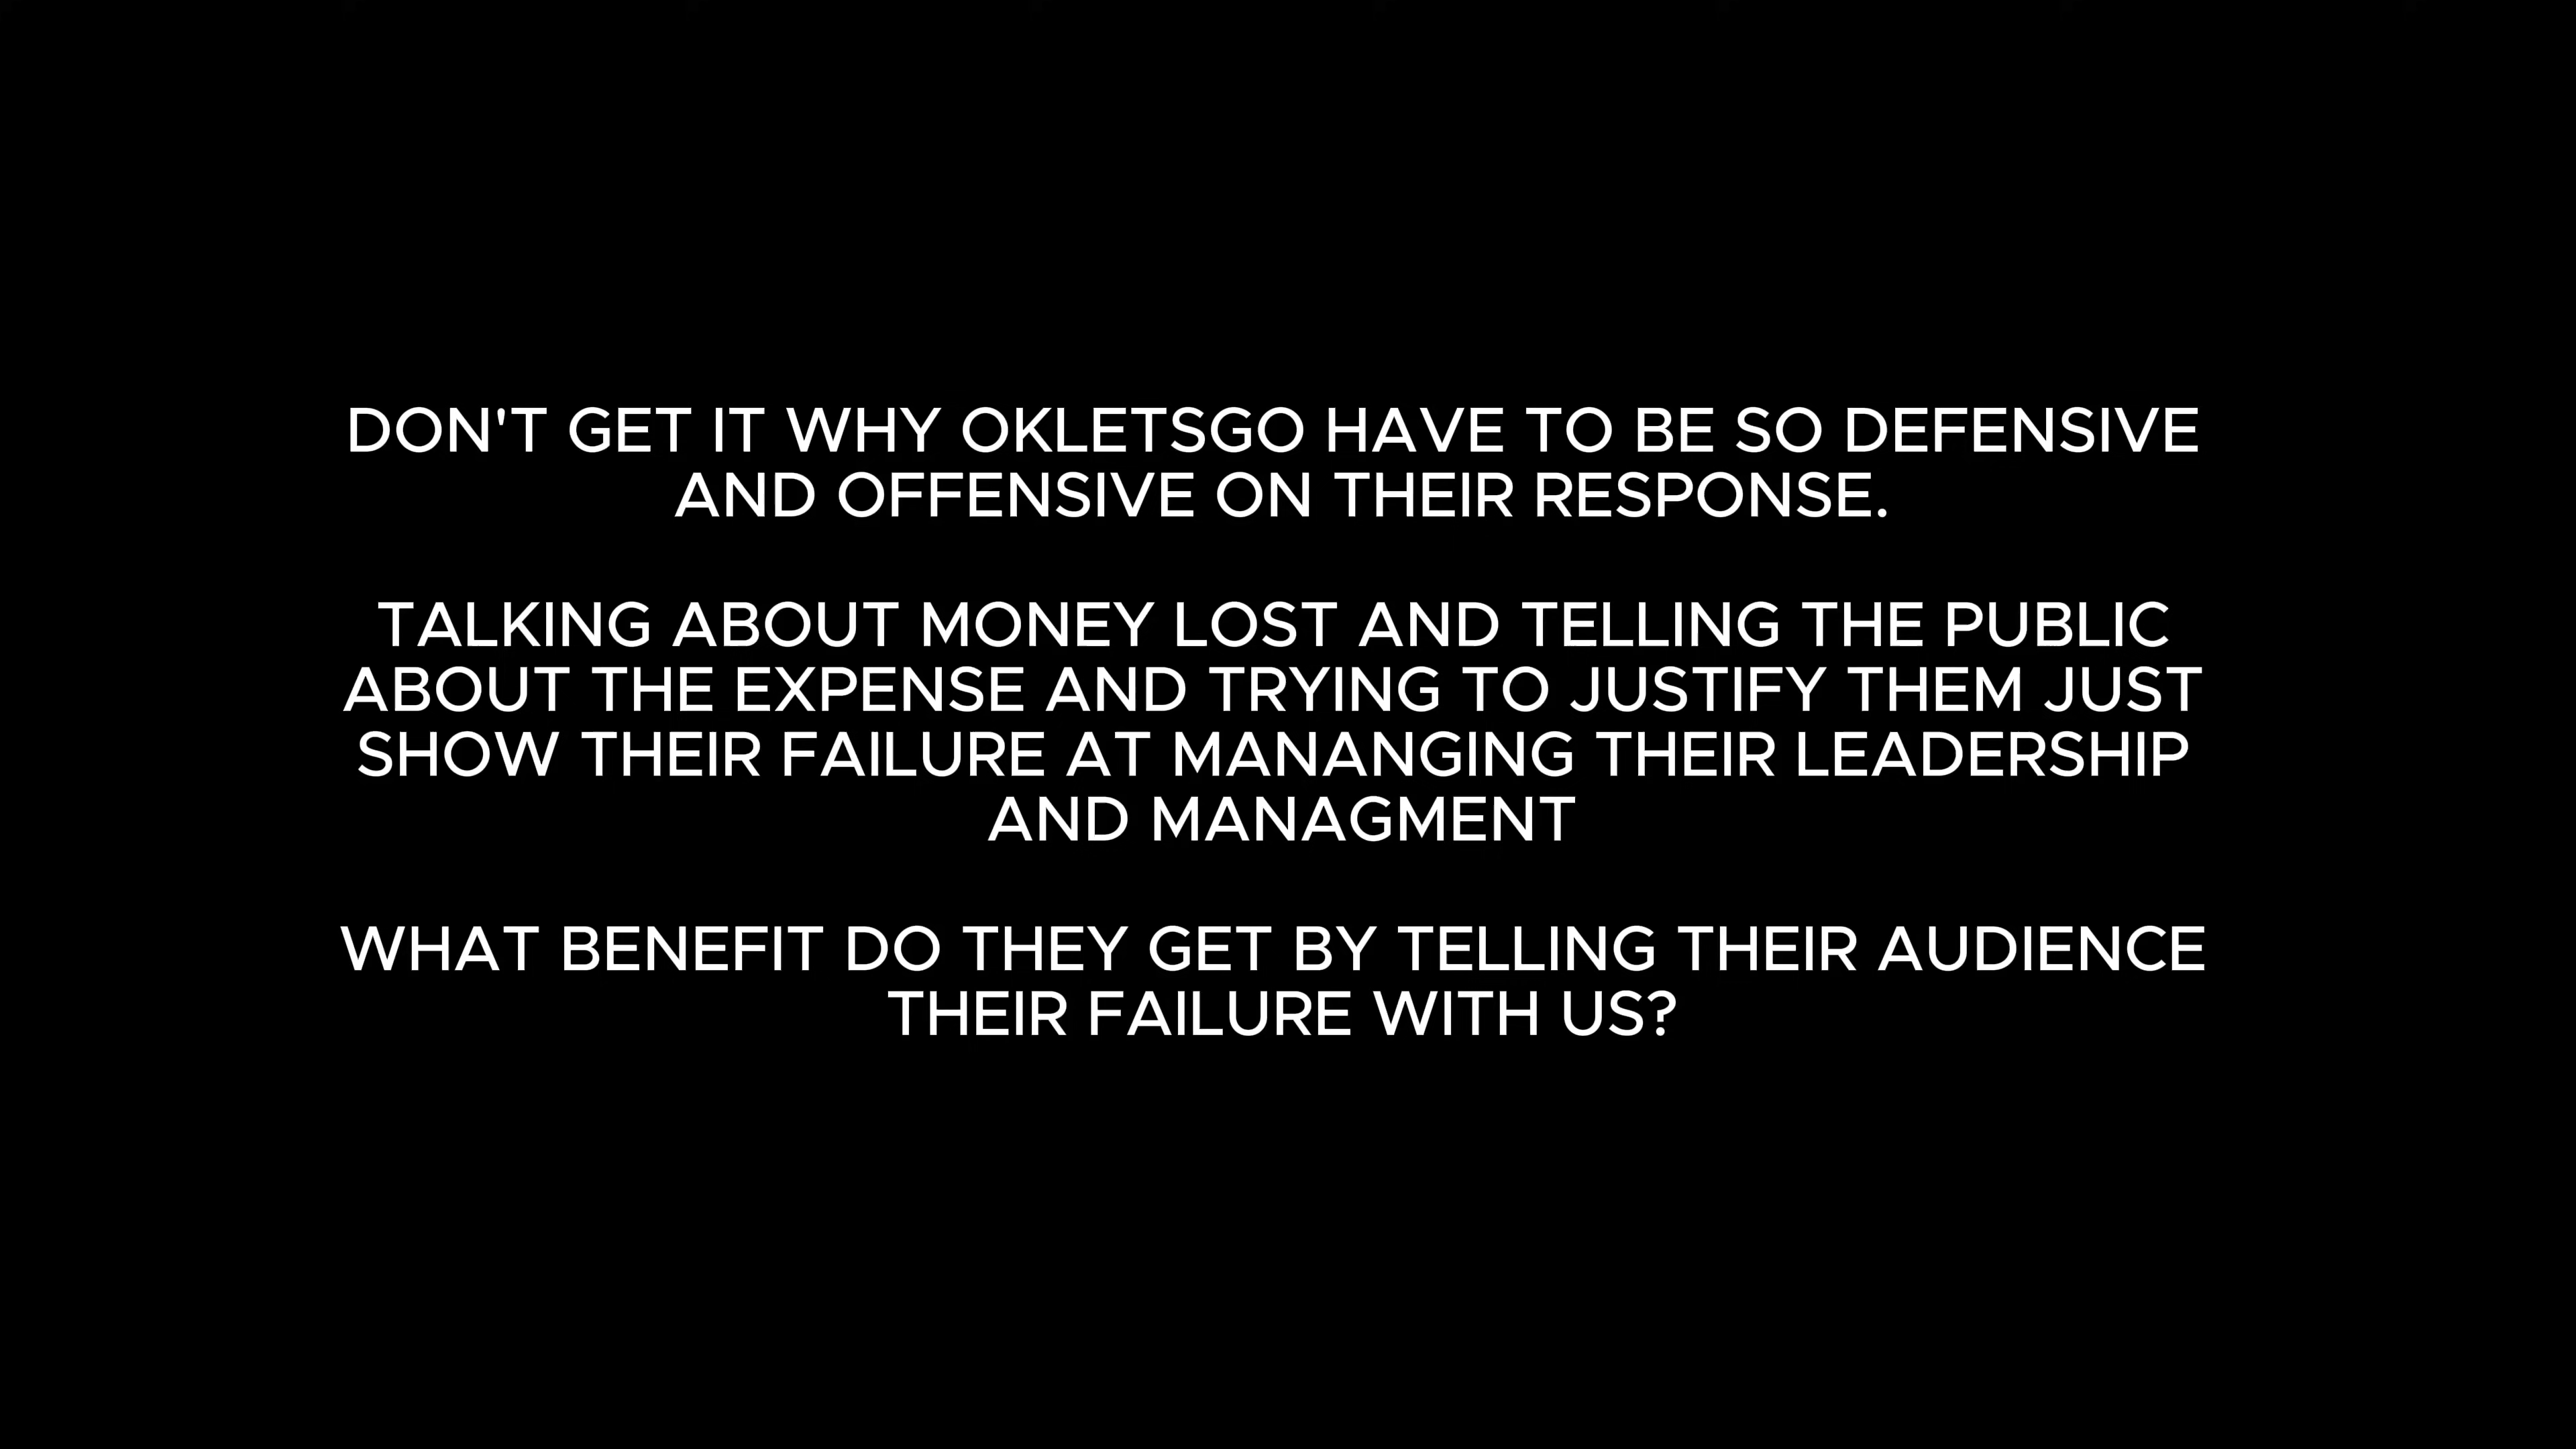 DON'T GET IT WHY OKLETSGO HAVE TO BE SO DEFENSIVE
AND OFFENSIVE ON THEIR RESPONSE.
TALKING ABOUT MONEY LOST AND TELLING THE PUBLIC
ABOUT THE EXPENSE AND TRYING TO JUSTIFY THEM JUST
SHOW THEIR FAILURE AT MANANGING THEIR LEADERSHIP
AND MANAGMENT
WHAT BENEFIT DO THEY GET BY TELLING THEIR AUDIENCE
THEIR FAILURE WITH US?